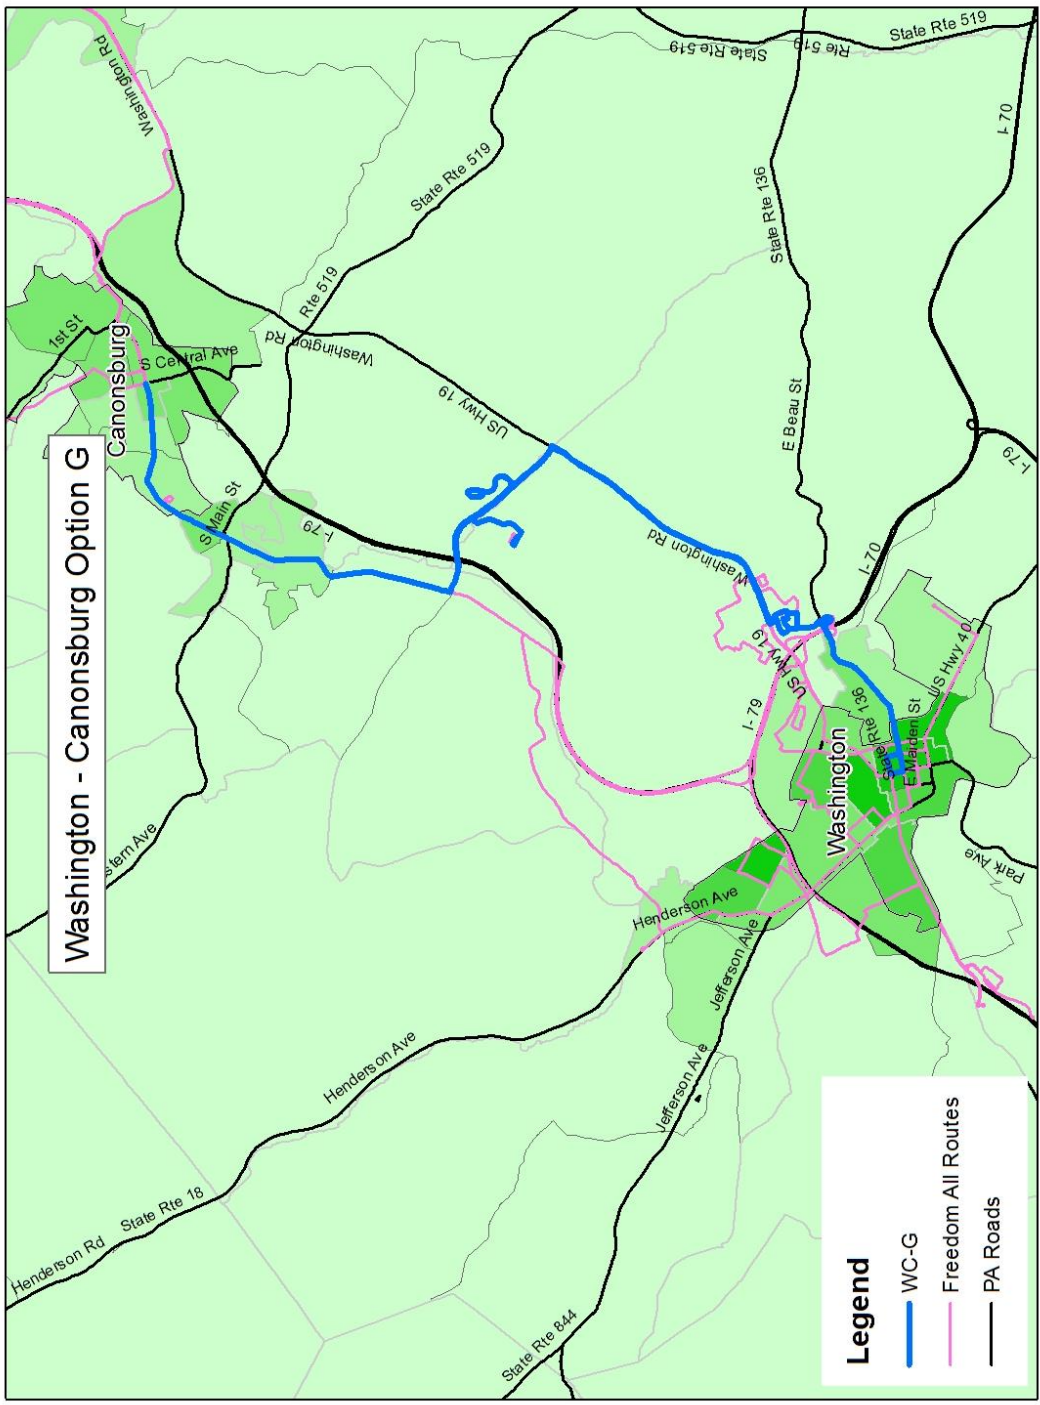 Washington - Canonsburg Option G
Henderson Rd
State Rte 18
Henderson Ave
State Rte 844
Jefferson Ave
Jefferson Ave
Henderson Ave
stern Ave
Canonsburg
1st St
S Central Ave
S Main St
I-79
Washington Rd
Rte 519
State Rte 519
Washington Rd
US Hwy 19
State Rte 519
Rte 519
State Rte 519
State Rte 136
E Beau St
I-70
I-79
I-70
Washington Rd
US Hwy 19
I-79
Washington
State Rte 136
E Maiden St
US Hwy 40
Park Ave
Legend
WC-G
Freedom All Routes
PA Roads